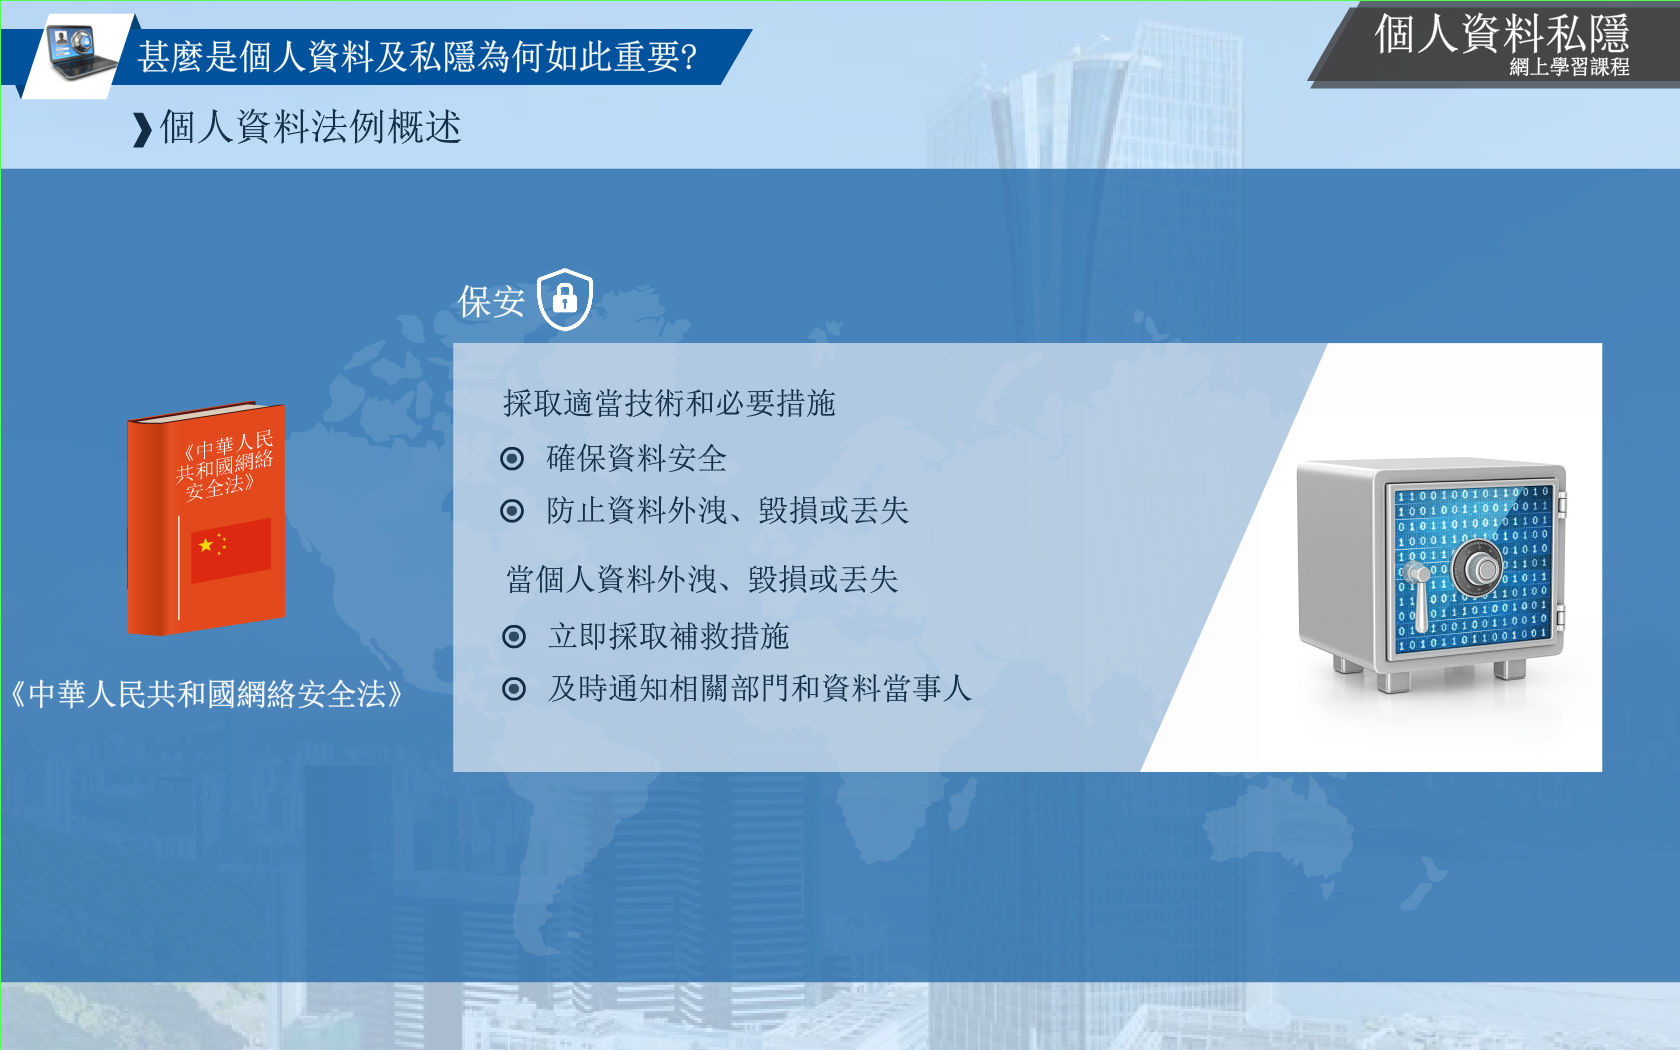 甚麼是個人資料及私隱為何如此重要?
個人資料私隱
網上學習課程
個人資料法例概述
保安
採取適當技術和必要措施
確保資料安全
防止資料外洩、毀損或丟失
當個人資料外洩、毀損或丟失
立即採取補救措施
及時通知相關部門和資料當事人
《中華人民
共和國網絡
安全法》
《中華人民共和國網絡安全法》